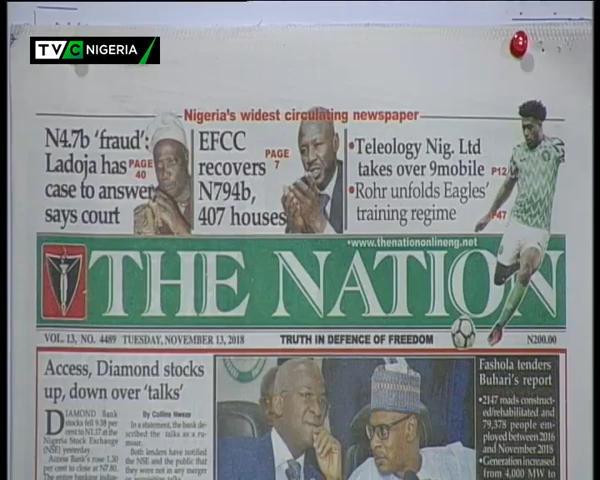 TVC NIGERIA
Nigeria's widest circulating newspaper
N4.7b 'fraud':
Ladoja has
case to answer
says court
PAGE
40
EFCC
recovers
N794b,
407 houses
PAGE
7
•Teleology Nig. Ltd
takes over 9mobile
P12
•Rohr unfolds Eagles'
training regime
P47
•www.thenationonlineng.net
THE NATION
VOL. 13, NO. 4489 TUESDAY, NOVEMBER 13, 2018
TRUTH IN DEFENCE OF FREEDOM
N200.00
Access, Diamond stocks
up, down over 'talks'
DIAMOND Bank
stocks fell 9.38 per
cent to N1.17 at the
Nigeria Stock Exchange
(NSE) yesterday.
Access Bank's rose 1.30
per cent to close at N7.80.
By Collins Nweze
In a statement, the bank de-
scribed the talks as a ru-
mour.
Both lenders have notified
the NSE and the public that
they were not in any merger
Fashola tenders
Buhari's report
•2147 roads construct-
ed/rehabilitated and
79,378 people em-
ployed between 2016
and November 2018
•Generation increased
from 4,000 MW to